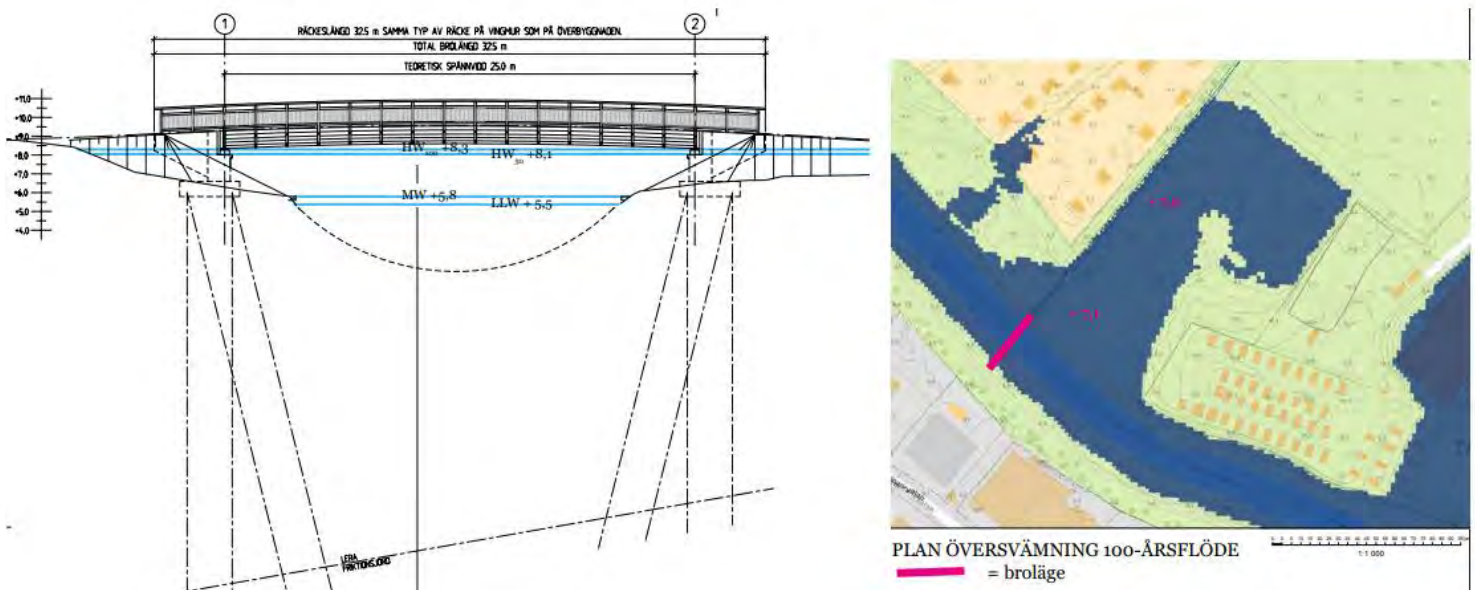 1
2
RÄCKESLÄNGD 32.5 m SAMMA TYP AV RÄCKE PÅ VINGMUR SOM PÅ ÖVERBYGGNADEN.
TOTAL BROLÄNGD 32.5 m
TEORETISK SPÄNNVIDD 25.0 m
+11,0
+10,0
+9,0
+8,0
+7,0
+6,0
+5,0
+4,0
HW100 +8,3
HW50 +8,1
MW +5,8
LLW + 5,5
LERA
FRIKTIONSJORD
PLAN ÖVERSVÄMNING 100-ÅRSFLÖDE
= broläge
1:1 000